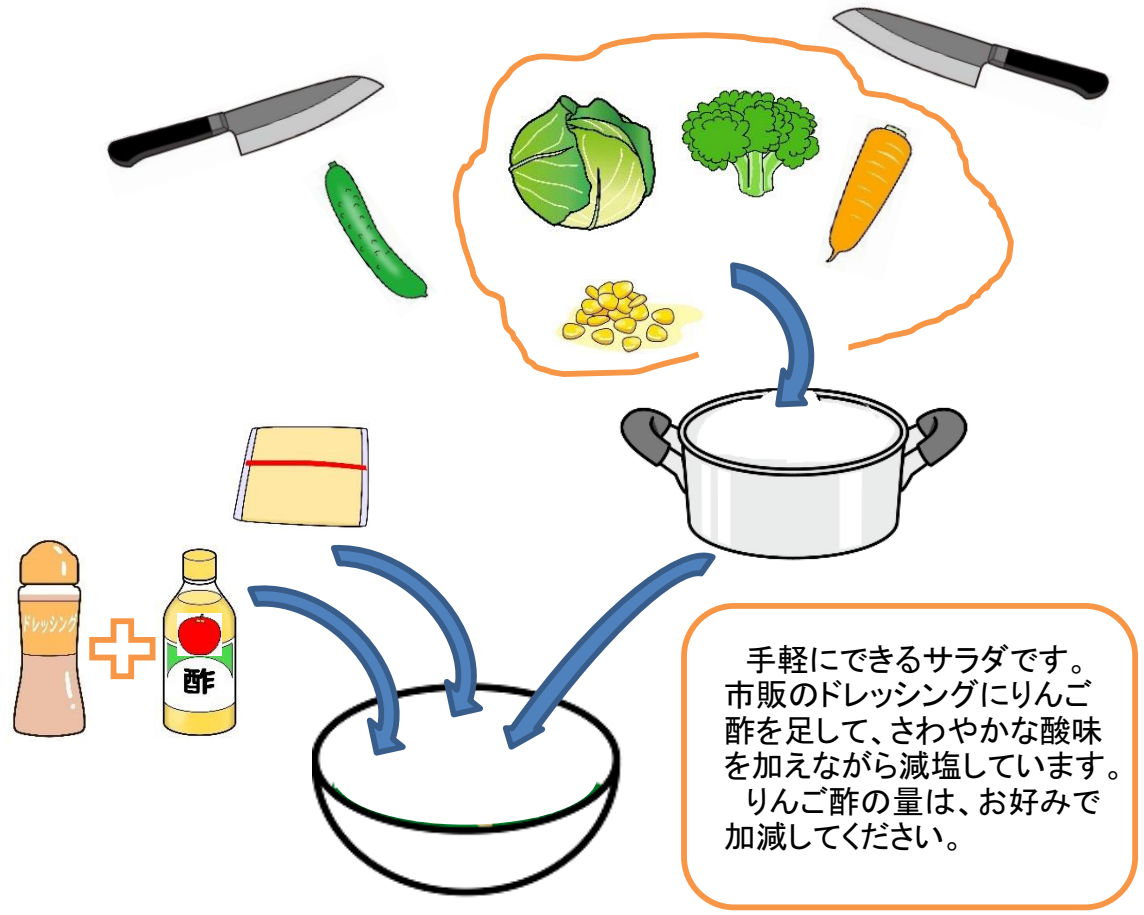 ドレッシング
酢
　手軽にできるサラダです。
市販のドレッシングにりんご
酢を足して、さわやかな酸味
を加えながら減塩しています。
　りんご酢の量は、お好みで
加減してください。